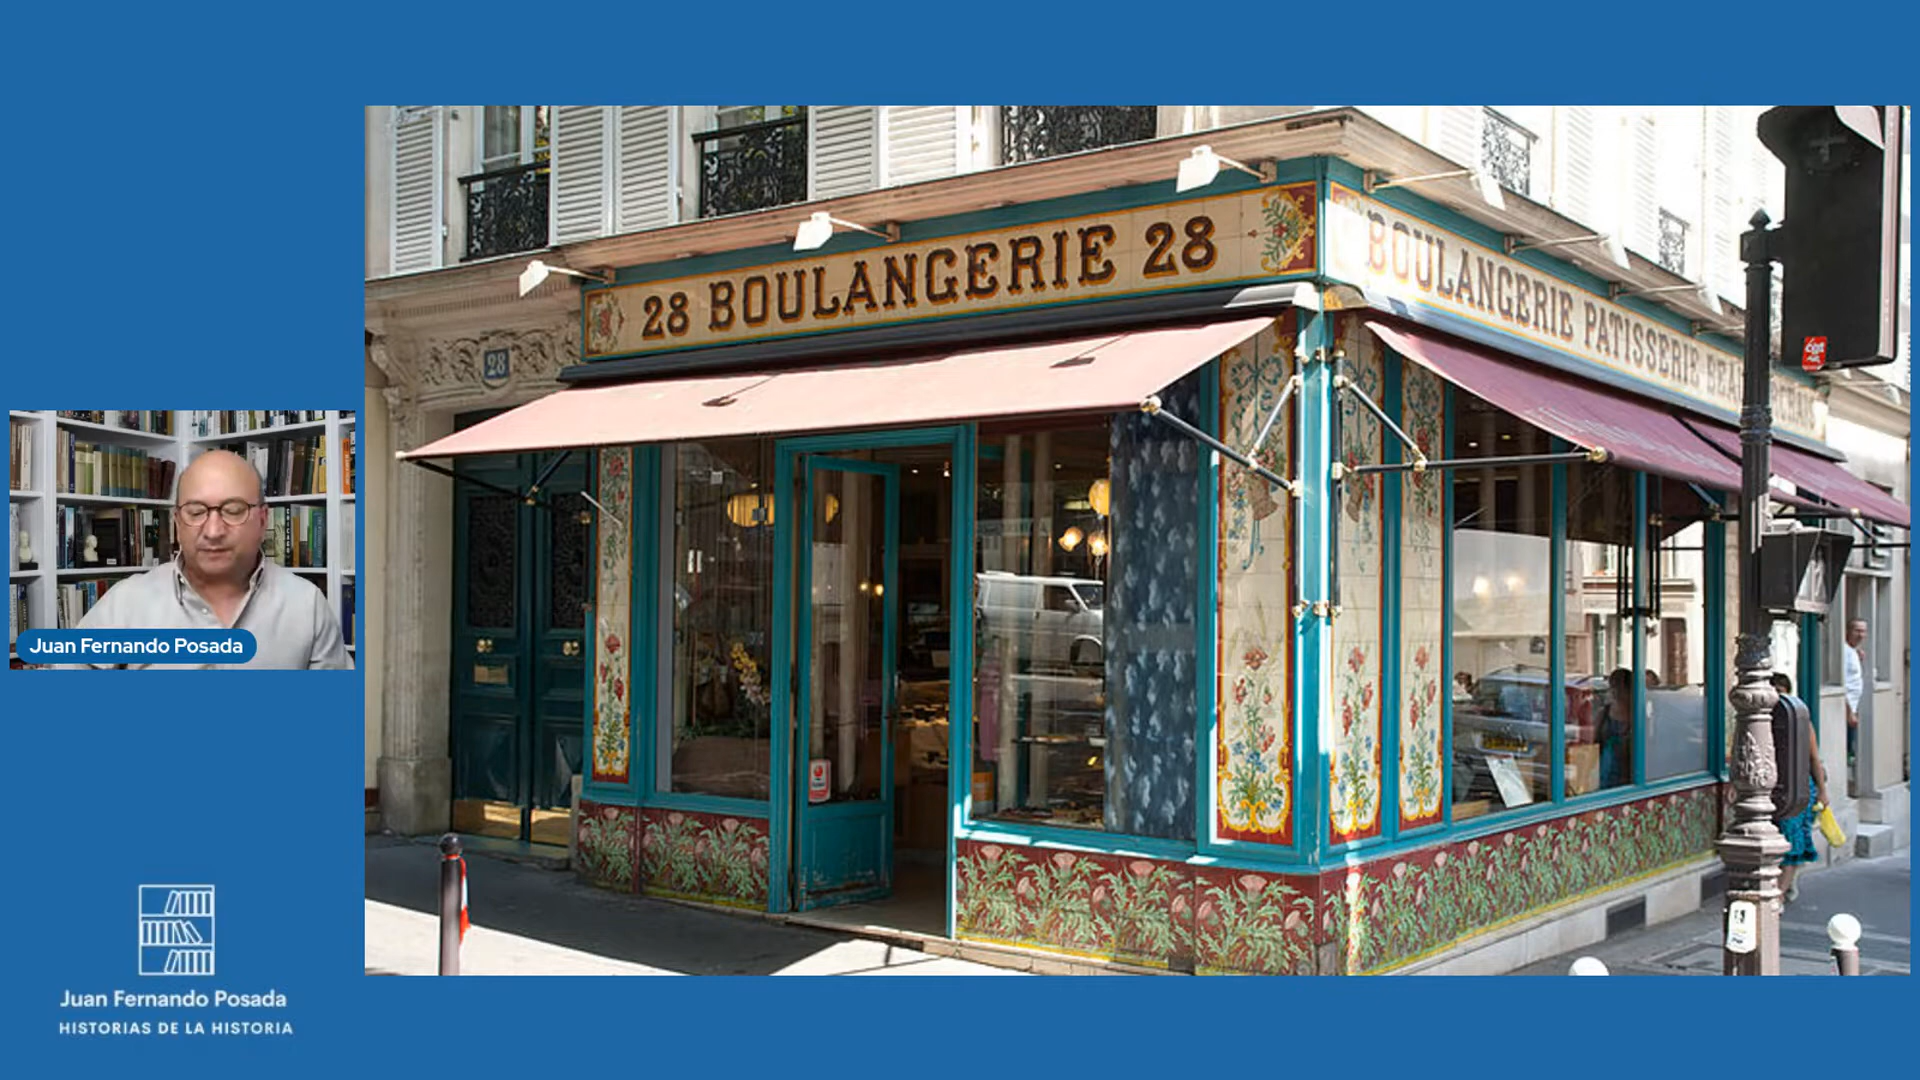 28 BOULANGERIE 28
BOULANGERIE PATISSERIE
28
Juan Fernando Posada
Juan Fernando Posada
HISTORIAS DE LA HISTORIA